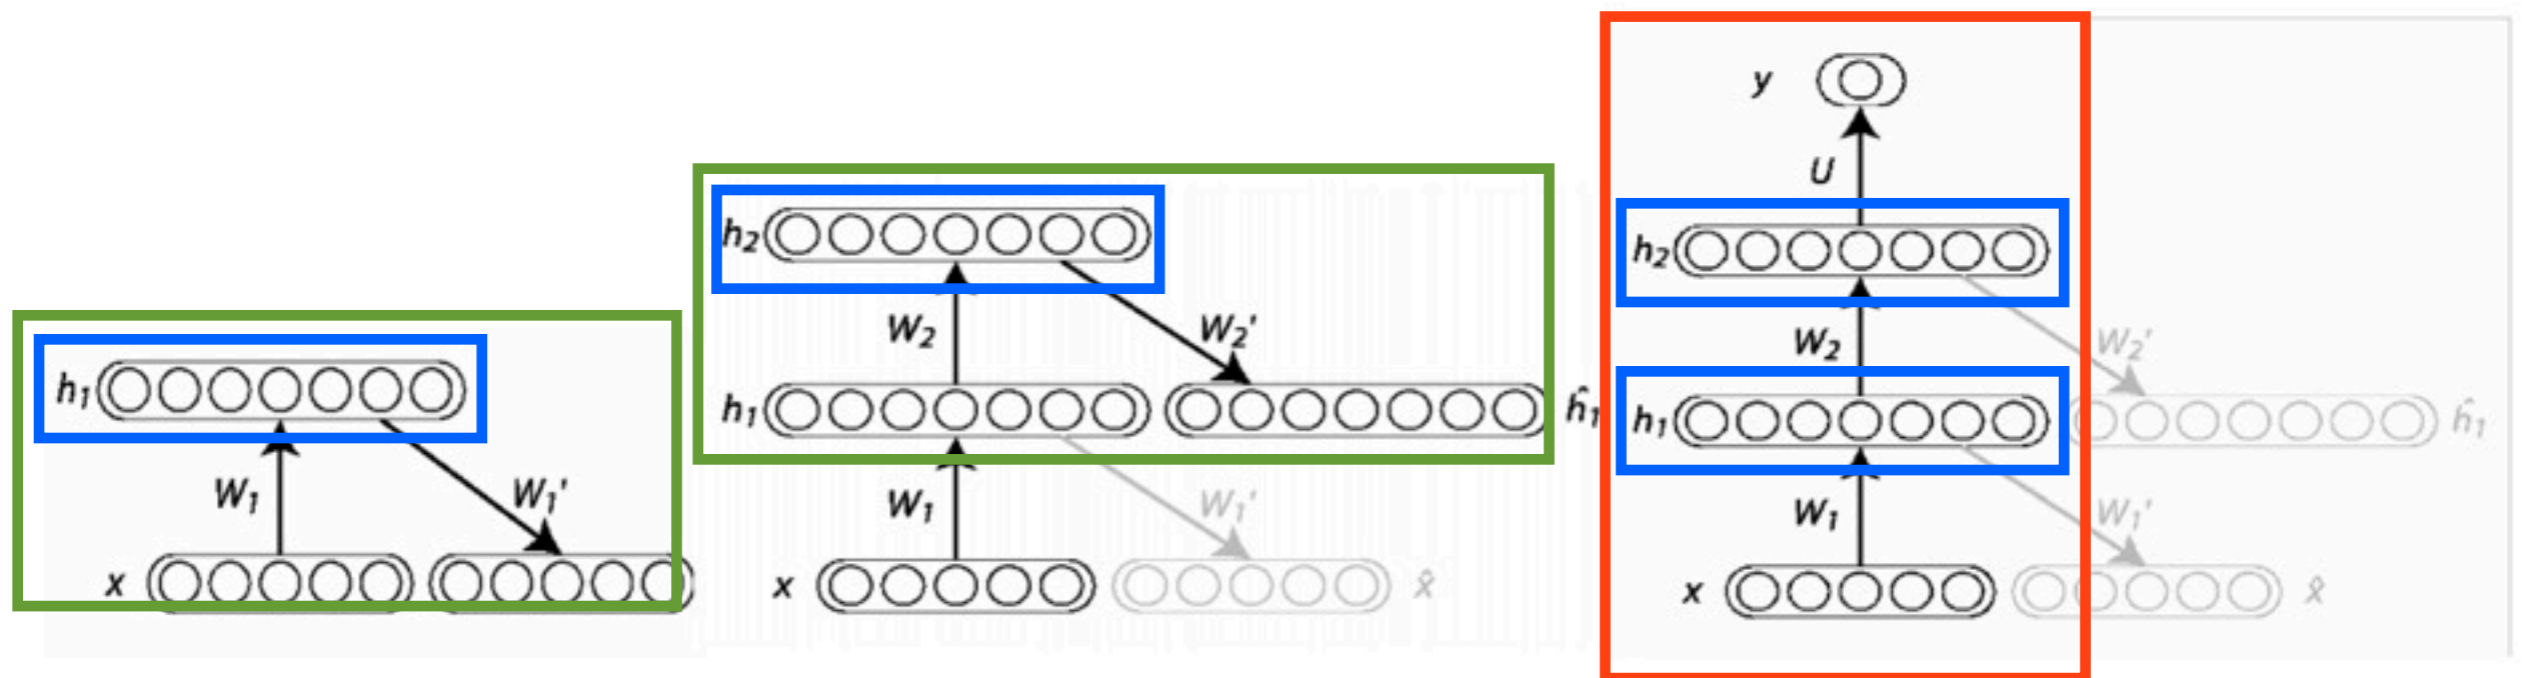 h₁
W₁ W₁'
x
h₂
W₂ W₂'
h₁ ĥ₁
W₁ W₁'
x x̂
y
U
h₂
W₂ W₂'
h₁ ĥ₁
W₁ W₁'
x x̂